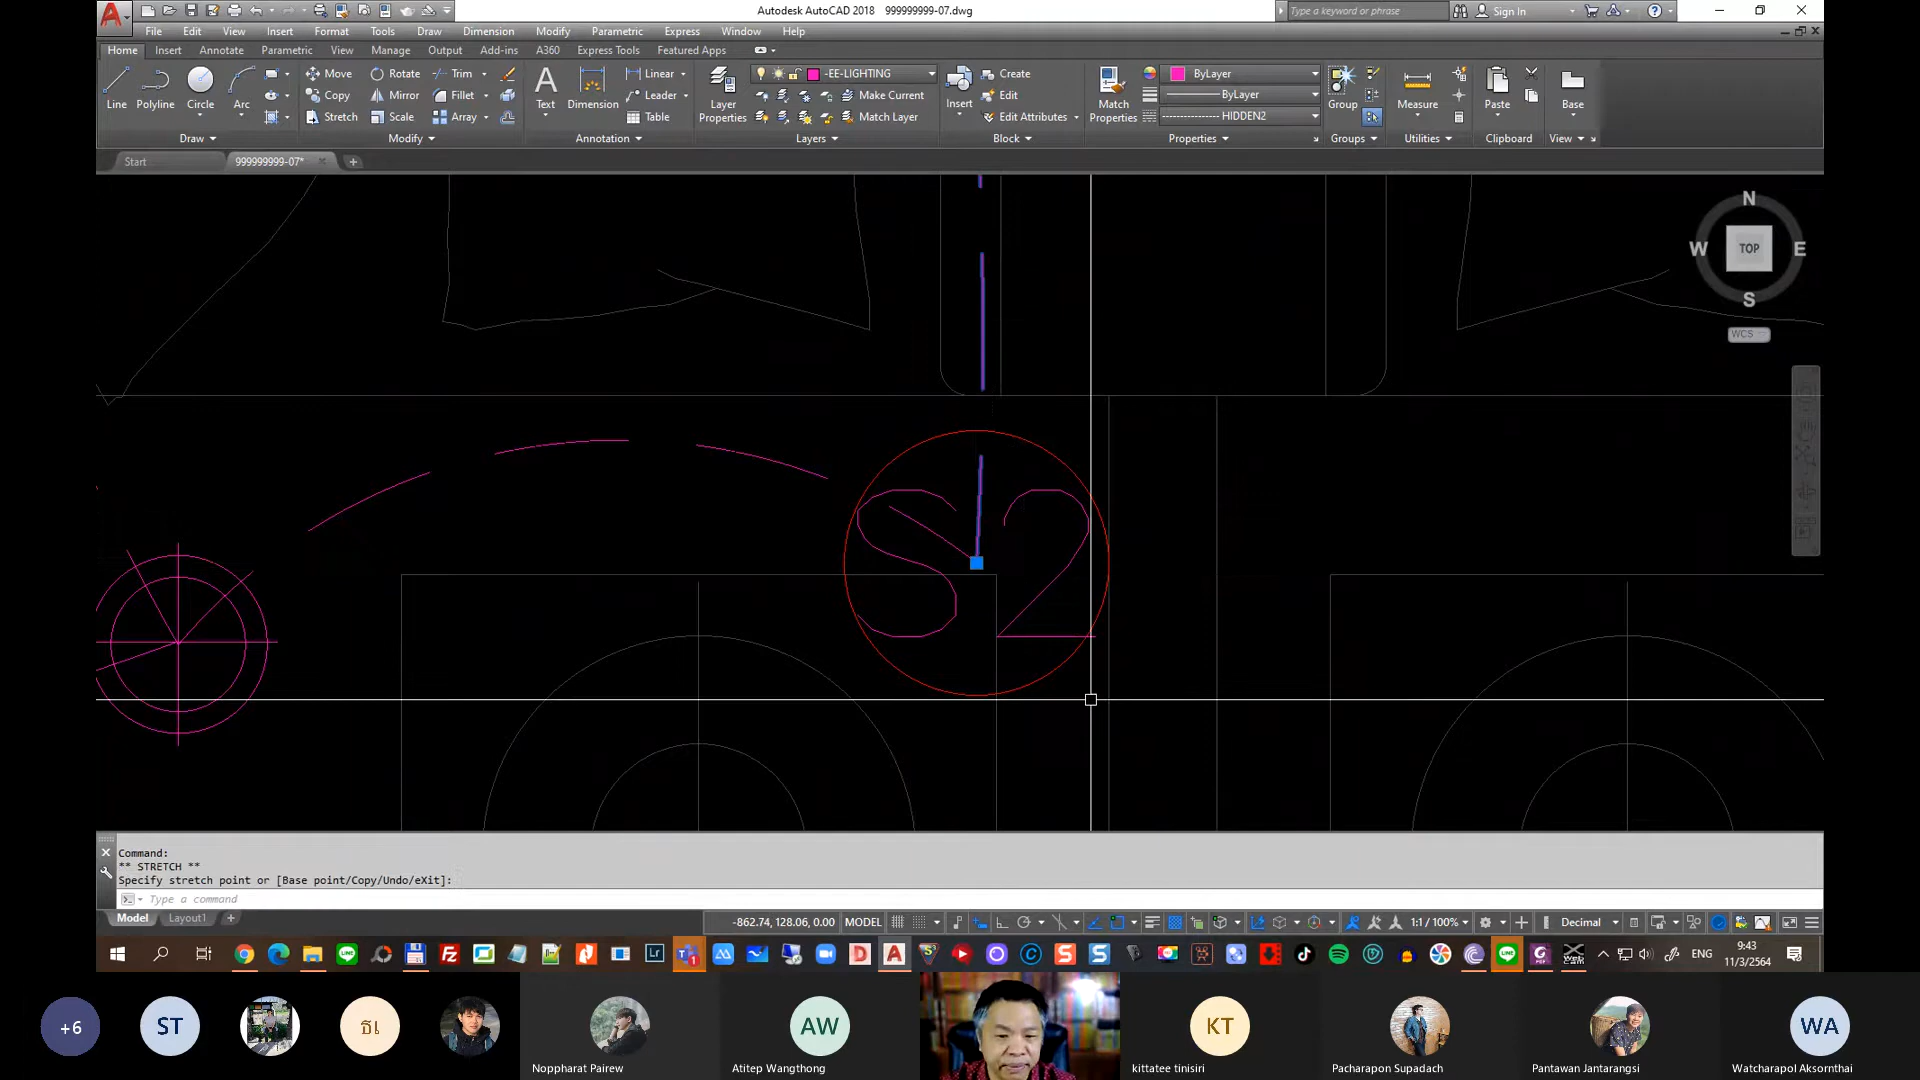 Autodesk AutoCAD 2018 999999999-07.dwg
Type a keyword or phrase
Sign In
File Edit View Insert Format Tools Draw Dimension Modify Parametric Express Window Help
Home Insert Annotate Parametric View Manage Output Add-ins A360 Express Tools Featured Apps
Line Polyline Circle Arc
Move Rotate Trim
Copy Mirror Fillet
Stretch Scale Array
Text Dimension
Linear
Leader
Table
Layer Properties
-EE-LIGHTING
Make Current
Match Layer
Insert
Create
Edit
Edit Attributes
Match Properties
ByLayer
ByLayer
HIDDEN2
Group Measure Paste Base
Draw Modify Annotation Layers Block Properties Groups Utilities Clipboard View
Start 999999999-07*
N
W TOP E
S
WCS
S2
Command:
** STRETCH **
Specify stretch point or [Base point/Copy/Undo/eXit]:
Type a command
Model Layout1
-862.74, 128.06, 0.00 MODEL 1:1 / 100% Decimal
ENG
9:43
11/3/2564
+6
ST
ธเ
AW
KT
WA
Noppharat Pairew
Atitep Wangthong
kittatee tinisiri
Pacharapon Supadach
Pantawan Jantarangsi
Watcharapol Aksornthai